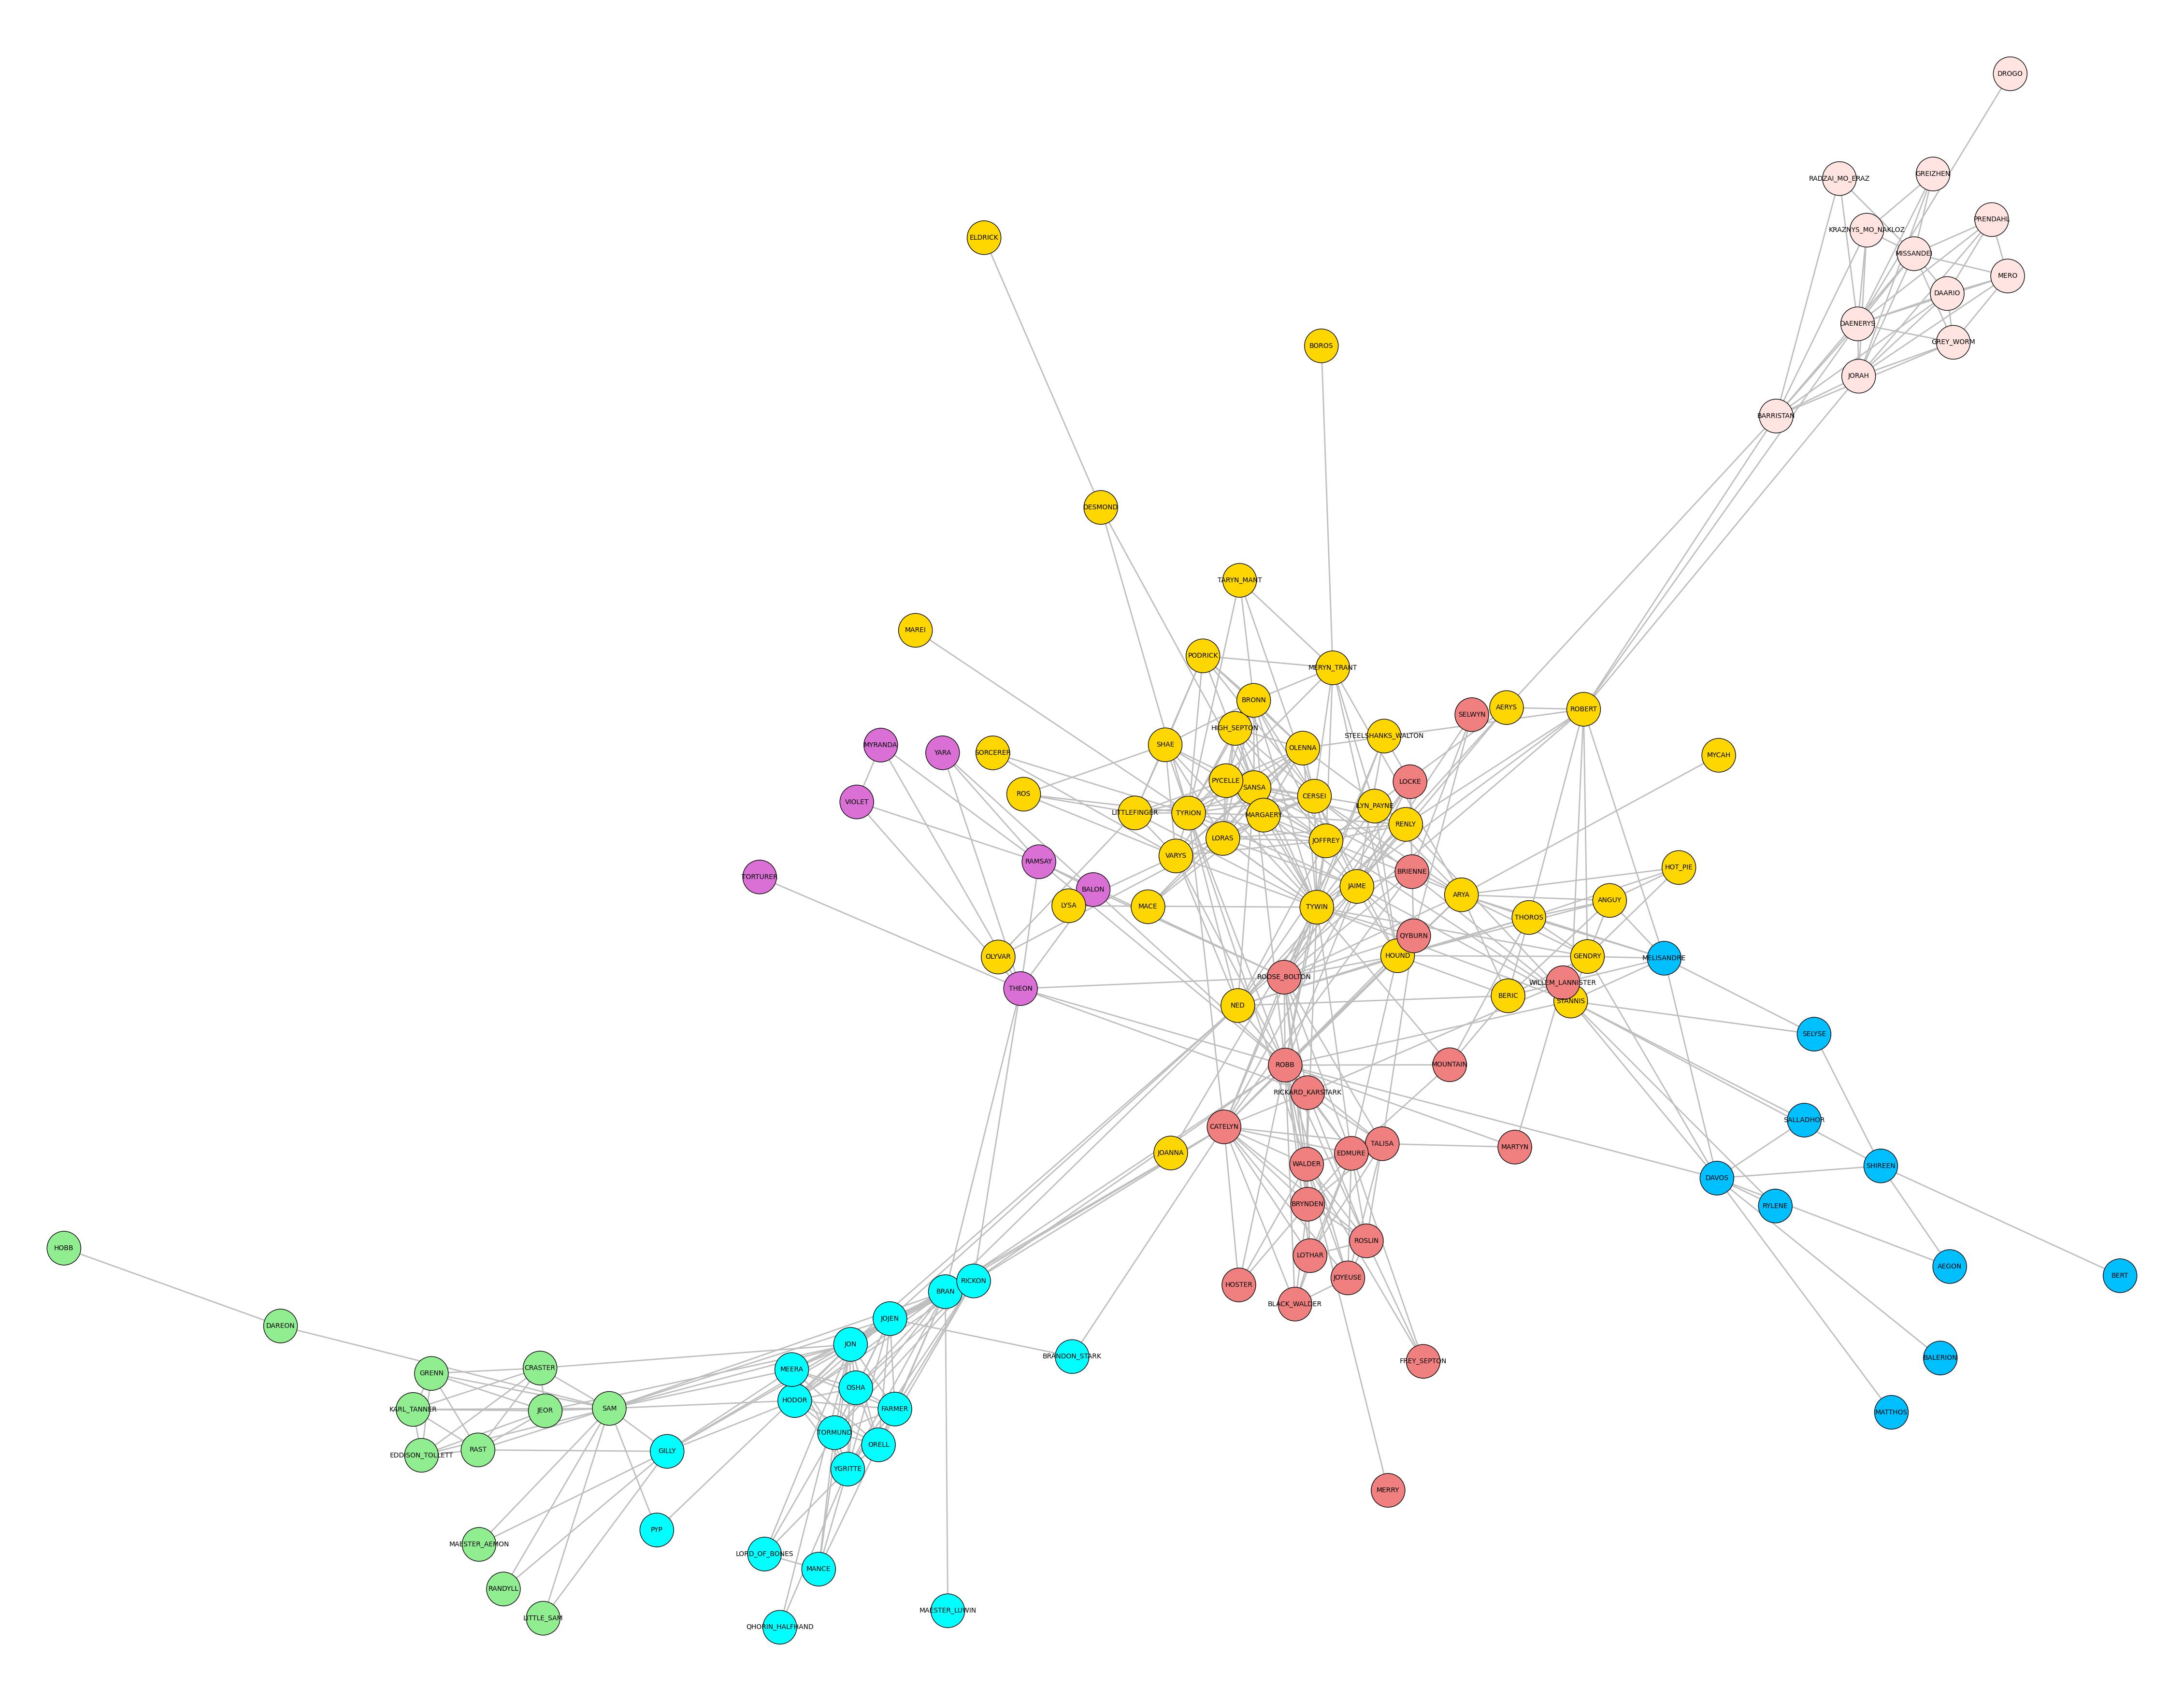 DROGO
GREIZHEN
RADZAI_MO_ERAZ
PRENDAHL
KRAZNYS_MO_NAKLOZ
ELDRICK
MISSANDEI
MERO
DAARIO
DAENERYS
GREY_WORM
BOROS
JORAH
BARRISTAN
DESMOND
TARYN_MANT
MAREI
PODRICK
MERYN_TRANT
BRONN
AERYS
ROBERT
SELWYN
HIGH_SEPTON
STEELSHANKS_WALTON
MYRANDA
SHAE
OLENNA
YARA
SORCERER
MYCAH
PYCELLE
LOCKE
SANSA
ROS
CERSEI
VIOLET
ILYN_PAYNE
LITTLEFINGER
TYRION
MARGAERY
RENLY
LORAS
JOFFREY
VARYS
RAMSAY
HOT_PIE
BRIENNE
TORTURER
JAIME
BALON
ARYA
ANGUY
LYSA
MACE
TYWIN
THOROS
QYBURN
HOUND
OLYVAR
GENDRY
MELISANDRE
ROOSE_BOLTON
WILLEM_LANNISTER
THEON
BERIC
STANNIS
NED
SELYSE
ROBB
MOUNTAIN
RICKARD_KARSTARK
SALLADHOR
CATELYN
TALISA
MARTYN
JOANNA
EDMURE
WALDER
SHIREEN
DAVOS
BRYNDEN
RYLENE
ROSLIN
HOBB
LOTHAR
AEGON
BERT
JOYEUSE
RICKON
HOSTER
BRAN
BLACK_WALDER
JOJEN
DAREON
JON
BRANDON_STARK
BALERION
FREY_SEPTON
CRASTER
MEERA
GRENN
OSHA
HODOR
SAM
KARL_TANNER
FARMER
JEOR
MATTHOS
TORMUND
ORELL
RAST
GILLY
EDDISON_TOLLETT
YGRITTE
MERRY
PYP
MAESTER_AEMON
LORD_OF_BONES
MANCE
RANDYLL
MAESTER_LUWIN
LITTLE_SAM
QHORIN_HALFHAND